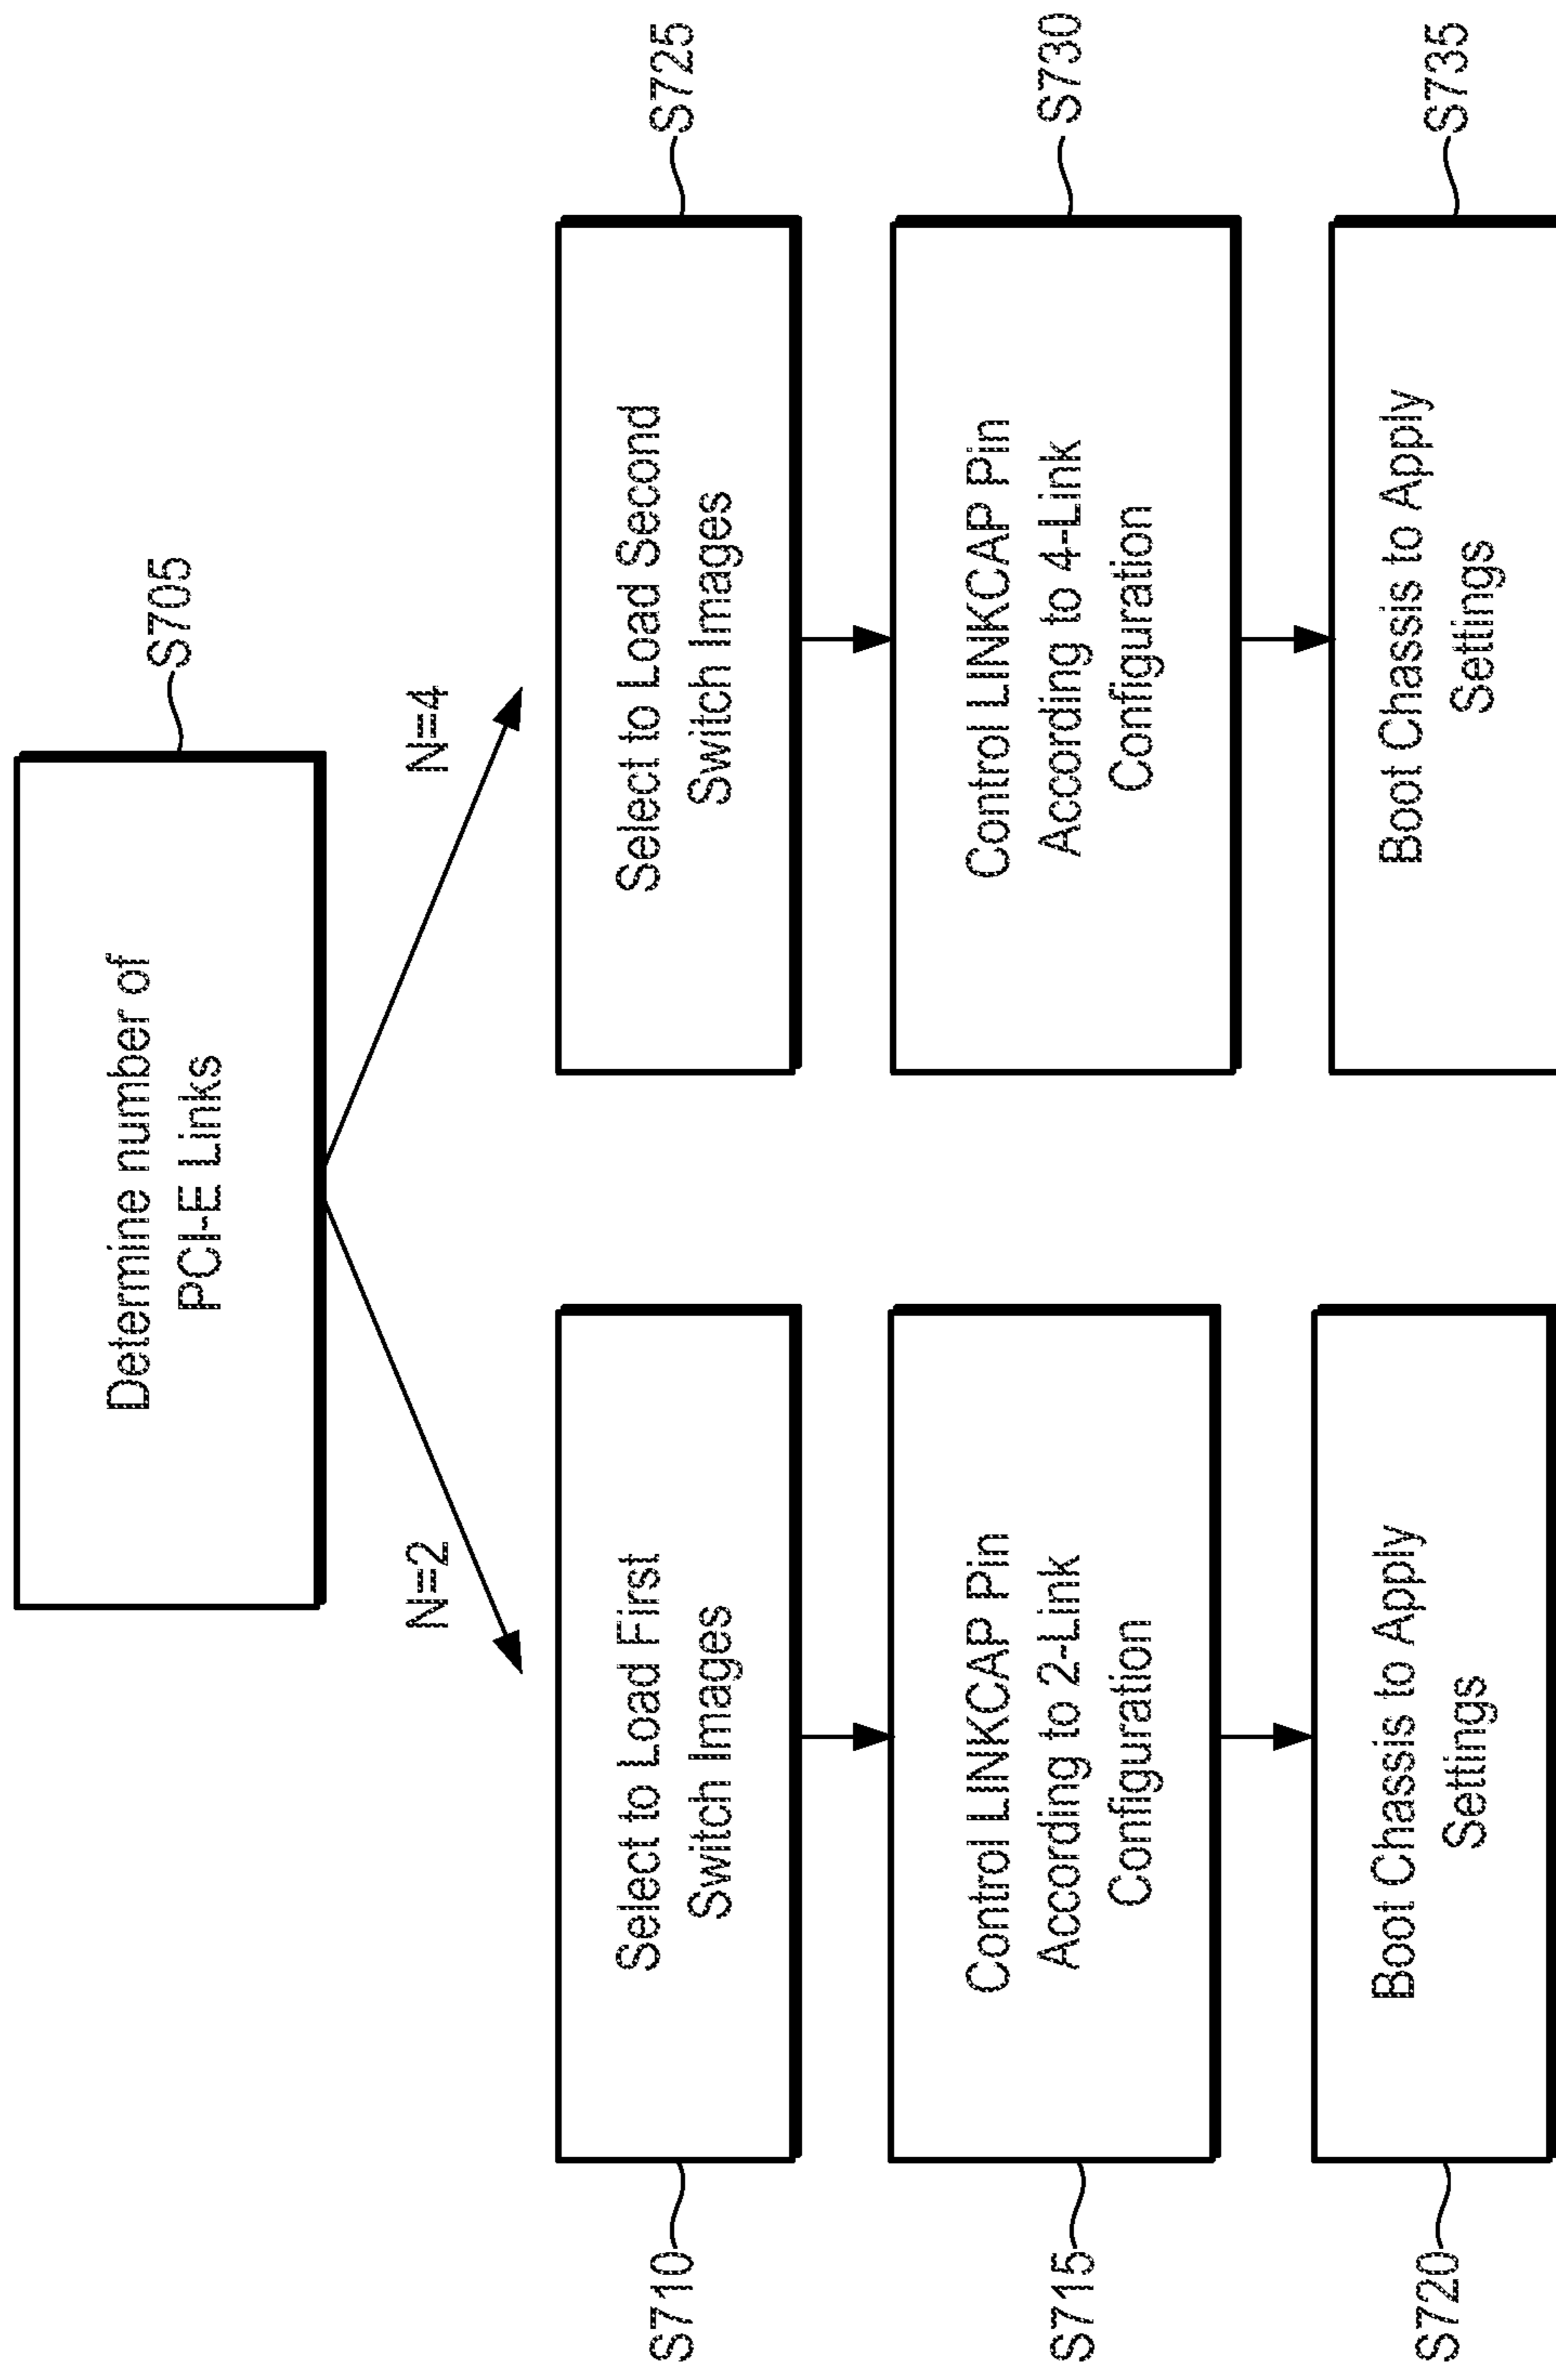 Determine number of
PCI-E Links
S705
N=2
N=4
S710
Select to Load First
Switch Images
S715
Control LINKCAP Pin
According to 2-Link
Configuration
S720
Boot Chassis to Apply
Settings
Select to Load Second
Switch Images
S725
Control LINKCAP Pin
According to 4-Link
Configuration
S730
Boot Chassis to Apply
Settings
S735